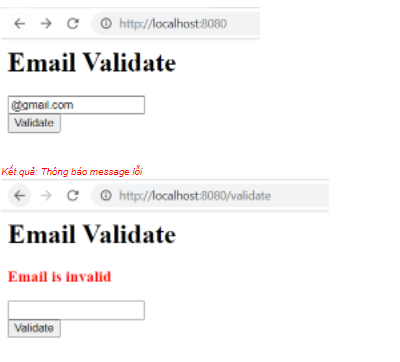 http://localhost:8080
Email Validate
@gmail.com
Validate
Kết quả: Thông báo message lỗi
http://localhost:8080/validate
Email Validate
Email is invalid
Validate